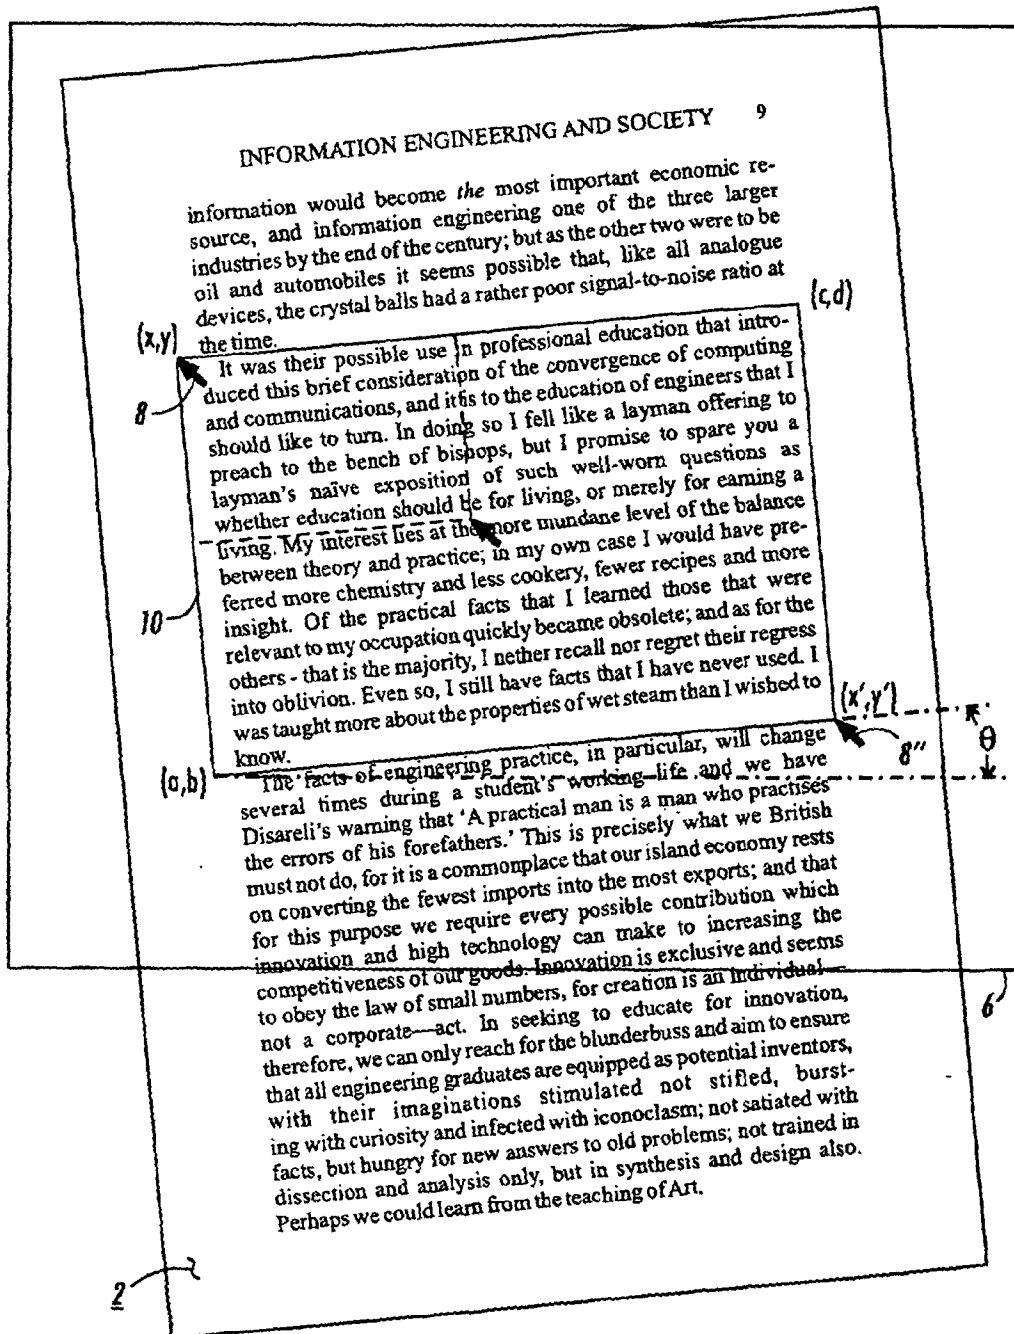 INFORMATION ENGINEERING AND SOCIETY 9
information would become the most important economic re-
source, and information engineering one of the three larger
industries by the end of the century; but as the other two were to be
oil and automobiles it seems possible that, like all analogue
devices, the crystal balls had a rather poor signal-to-noise ratio at
the time.
(x,y)
(c,d)
8
It was their possible use in professional education that intro-
duced this brief consideration of the convergence of computing
and communications, and it is to the education of engineers that I
should like to turn. In doing so I fell like a layman offering to
preach to the bench of bishops, but I promise to spare you a
layman's naïve exposition of such well-worn questions as
whether education should be for living, or merely for earning a
living. My interest lies at the more mundane level of the balance
between theory and practice; in my own case I would have pre-
ferred more chemistry and less cookery, fewer recipes and more
insight. Of the practical facts that I learned those that were
relevant to my occupation quickly became obsolete; and as for the
others - that is the majority, I nether recall nor regret their regress
into oblivion. Even so, I still have facts that I have never used. I
was taught more about the properties of wet steam than I wished to
know.
10
(x',y')
8"
θ
(a,b)
The 'facts of engineering practice, in particular, will change
several times during a student's working life and we have
Disareli's warning that 'A practical man is a man who practises
the errors of his forefathers.' This is precisely what we British
must not do, for it is a commonplace that our island economy rests
on converting the fewest imports into the most exports; and that
for this purpose we require every possible contribution which
innovation and high technology can make to increasing the
competitiveness of our goods. Innovation is exclusive and seems
to obey the law of small numbers, for creation is an individual—
not a corporate—act. In seeking to educate for innovation,
therefore, we can only reach for the blunderbuss and aim to ensure
that all engineering graduates are equipped as potential inventors,
with their imaginations stimulated not stifled, burst-
ing with curiosity and infected with iconoclasm; not satiated with
facts, but hungry for new answers to old problems; not trained in
dissection and analysis only, but in synthesis and design also.
Perhaps we could learn from the teaching of Art.
6
2